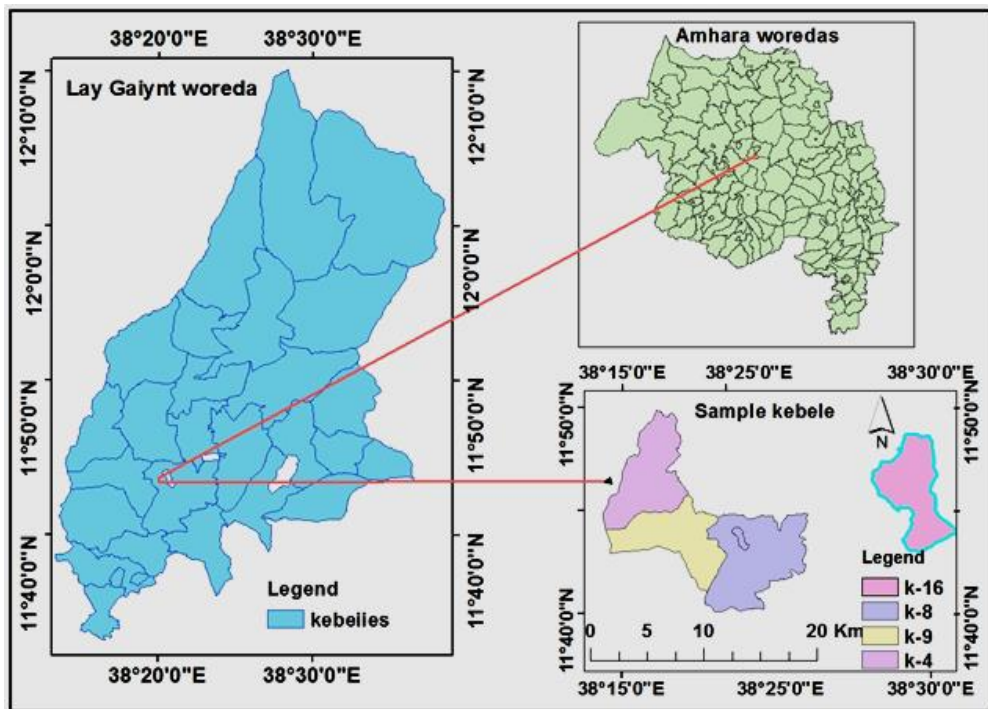 38°20'0"E 38°30'0"E
Lay Gaiynt woreda
12°10'0"N
12°0'0"N
11°50'0"N
11°40'0"N
12°10'0"N
12°0'0"N
11°50'0"N
11°40'0"N
Legend
kebeiies
38°20'0"E 38°30'0"E
Amhara woredas
38°15'0"E 38°25'0"E 38°30'0"E
Sample kebele
11°50'0"N
11°40'0"N
11°50'0"N
11°40'0"N
N
Legend
k-16
k-8
k-9
k-4
0 5 10 20 Km
38°15'0"E 38°25'0"E 38°30'0"E